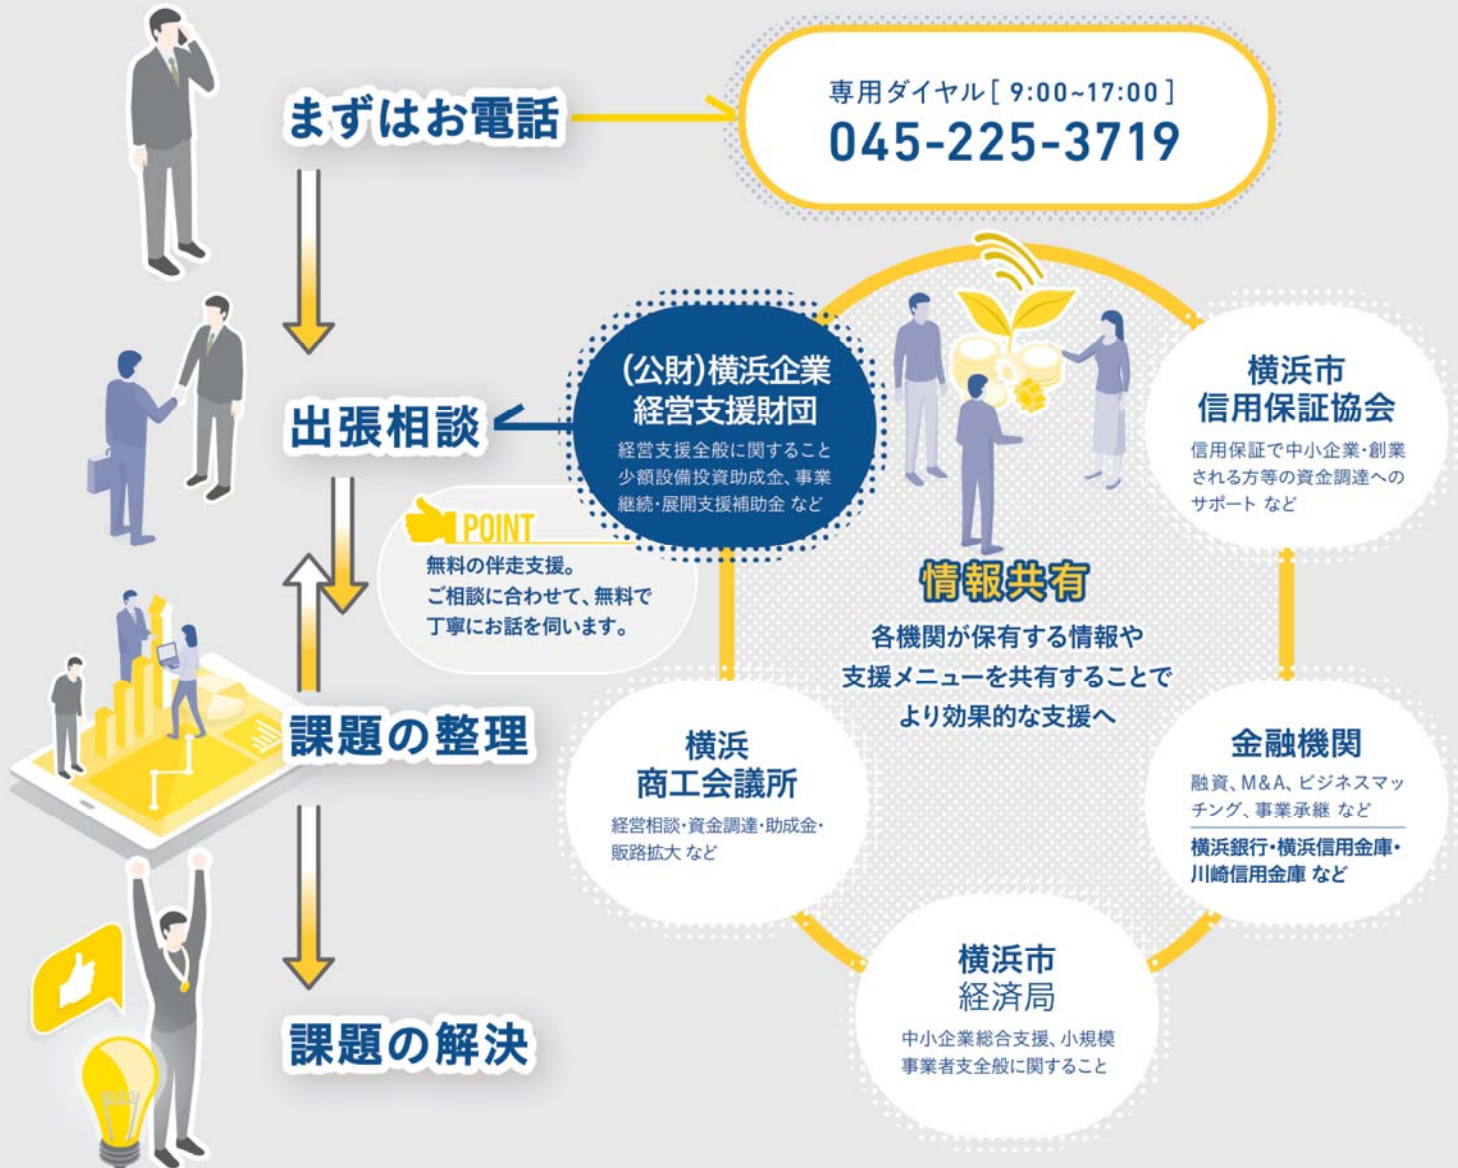 まずはお電話
専用ダイヤル[ 9:00~17:00 ]
045-225-3719
出張相談
POINT
無料の伴走支援。
ご相談に合わせて、無料で
丁寧にお話を伺います。
課題の整理
課題の解決
(公財)横浜企業
経営支援財団
経営支援全般に関すること
少額設備投資助成金、事業
継続・展開支援補助金 など
横浜市
信用保証協会
信用保証で中小企業・創業
される方等の資金調達への
サポート など
情報共有
各機関が保有する情報や
支援メニューを共有することで
より効果的な支援へ
横浜
商工会議所
経営相談・資金調達・助成金・
販路拡大 など
金融機関
融資、M&A、ビジネスマッ
チング、事業承継 など
横浜銀行・横浜信用金庫・
川崎信用金庫 など
横浜市
経済局
中小企業総合支援、小規模
事業者支全般に関すること